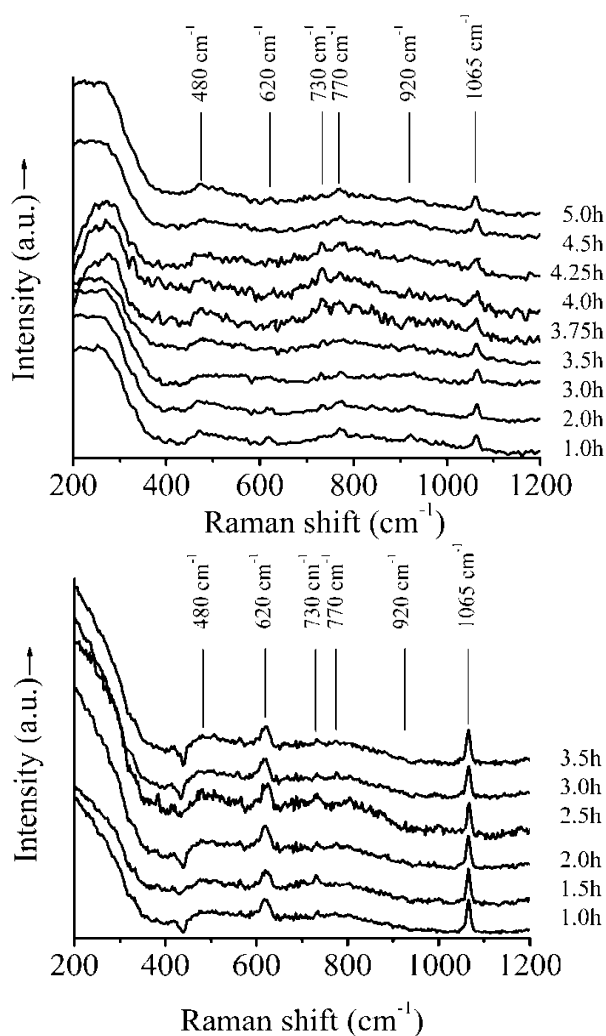 480 cm⁻¹
620 cm⁻¹
730 cm⁻¹
770 cm⁻¹
920 cm⁻¹
1065 cm⁻¹
Intensity (a.u.) →
5.0h
4.5h
4.25h
4.0h
3.75h
3.5h
3.0h
2.0h
1.0h
200 400 600 800 1000 1200
Raman shift (cm⁻¹)
480 cm⁻¹
620 cm⁻¹
730 cm⁻¹
770 cm⁻¹
920 cm⁻¹
1065 cm⁻¹
Intensity (a.u.) →
3.5h
3.0h
2.5h
2.0h
1.5h
1.0h
200 400 600 800 1000 1200
Raman shift (cm⁻¹)